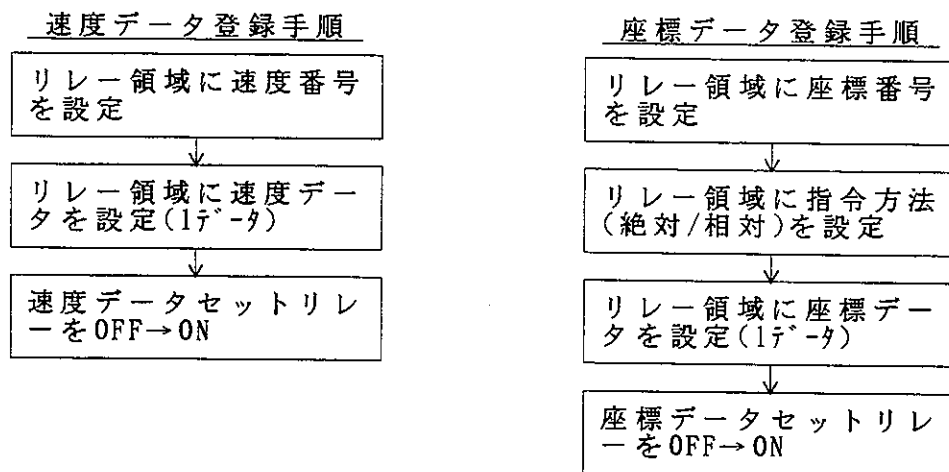 速度データ登録手順
リレー領域に速度番号
を設定
リレー領域に速度デー
タを設定(1ﾃﾞｰﾀ)
速度データセットリレ
ーをOFF→ON
座標データ登録手順
リレー領域に座標番号
を設定
リレー領域に指令方法
(絶対/相対)を設定
リレー領域に座標デー
タを設定(1ﾃﾞｰﾀ)
座標データセットリレ
ーをOFF→ON